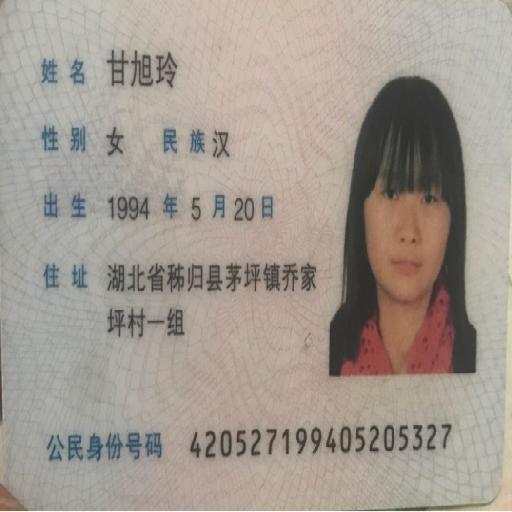 姓名 甘旭玲
性别 女 民族 汉
出生 1994 年 5 月 20 日
住址 湖北省秭归县茅坪镇乔家
坪村一组
公民身份号码 420527199405205327